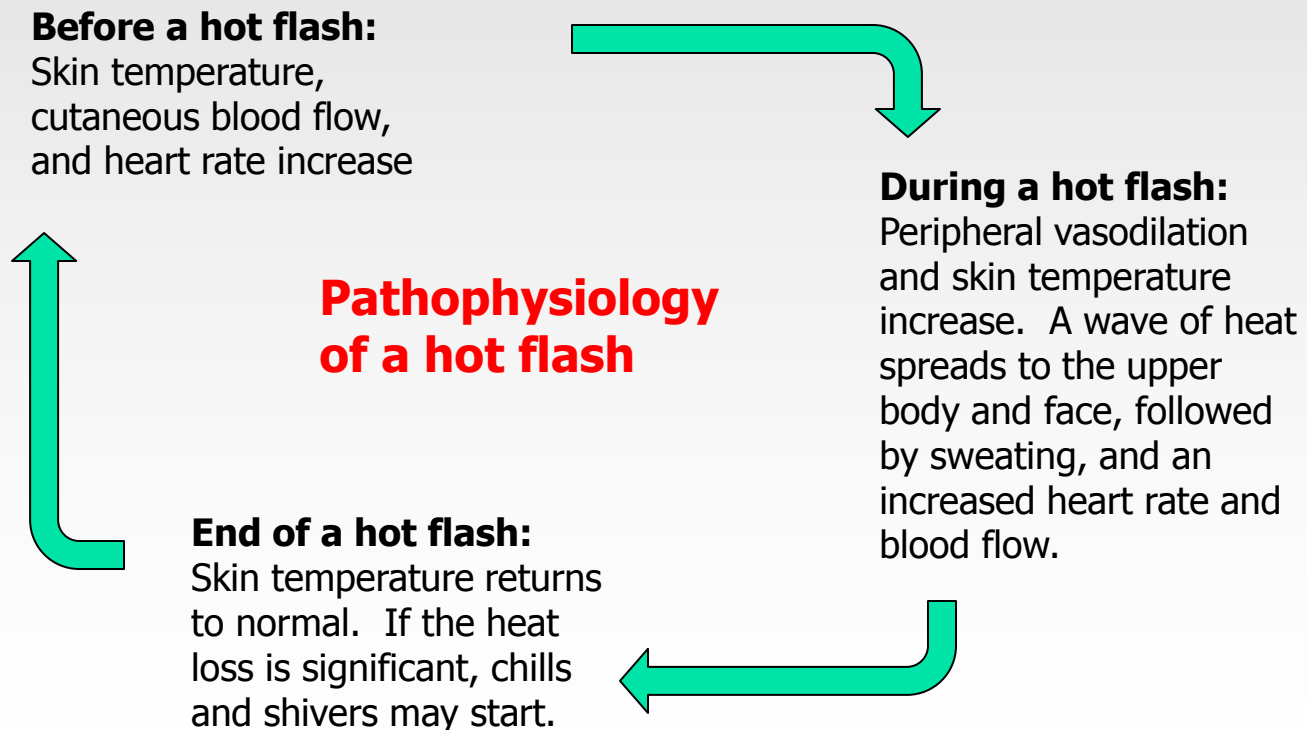 Before a hot flash:
Skin temperature,
cutaneous blood flow,
and heart rate increase
During a hot flash:
Peripheral vasodilation
and skin temperature
increase.  A wave of heat
spreads to the upper
body and face, followed
by sweating, and an
increased heart rate and
blood flow.
Pathophysiology
of a hot flash
End of a hot flash:
Skin temperature returns
to normal.  If the heat
loss is significant, chills
and shivers may start.